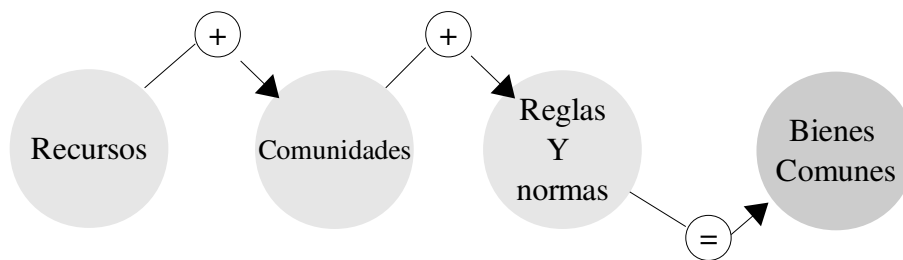 +
+
Recursos
Comunidades
Reglas
Y
normas
Bienes
Comunes
=